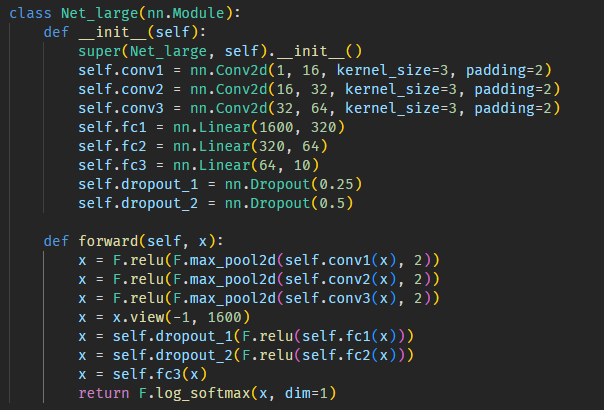 class Net_large(nn.Module):
    def __init__(self):
        super(Net_large, self).__init__()
        self.conv1 = nn.Conv2d(1, 16, kernel_size=3, padding=2)
        self.conv2 = nn.Conv2d(16, 32, kernel_size=3, padding=2)
        self.conv3 = nn.Conv2d(32, 64, kernel_size=3, padding=2)
        self.fc1 = nn.Linear(1600, 320)
        self.fc2 = nn.Linear(320, 64)
        self.fc3 = nn.Linear(64, 10)
        self.dropout_1 = nn.Dropout(0.25)
        self.dropout_2 = nn.Dropout(0.5)

    def forward(self, x):
        x = F.relu(F.max_pool2d(self.conv1(x), 2))
        x = F.relu(F.max_pool2d(self.conv2(x), 2))
        x = F.relu(F.max_pool2d(self.conv3(x), 2))
        x = x.view(-1, 1600)
        x = self.dropout_1(F.relu(self.fc1(x)))
        x = self.dropout_2(F.relu(self.fc2(x)))
        x = self.fc3(x)
        return F.log_softmax(x, dim=1)